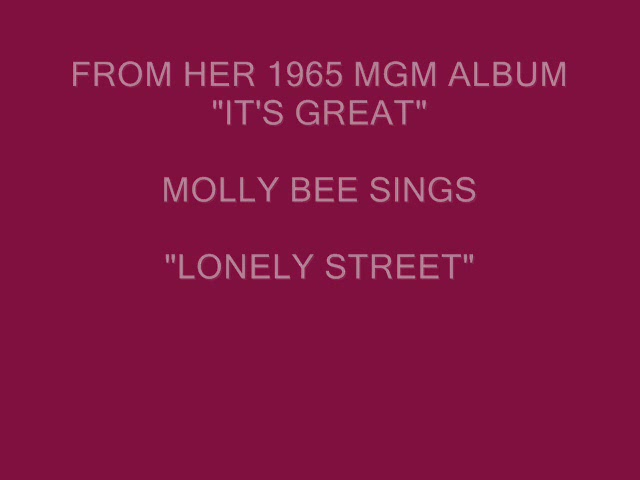 FROM HER 1965 MGM ALBUM
"IT'S GREAT"
MOLLY BEE SINGS
"LONELY STREET"